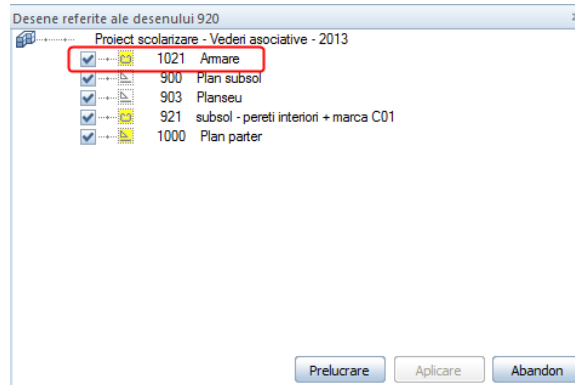 Desene referite ale desenului 920
Proiect scolarizare - Vederi asociative - 2013
1021 Armare
900 Plan subsol
903 Planseu
921 subsol - pereti interiori + marca C01
1000 Plan parter
Prelucrare Aplicare Abandon